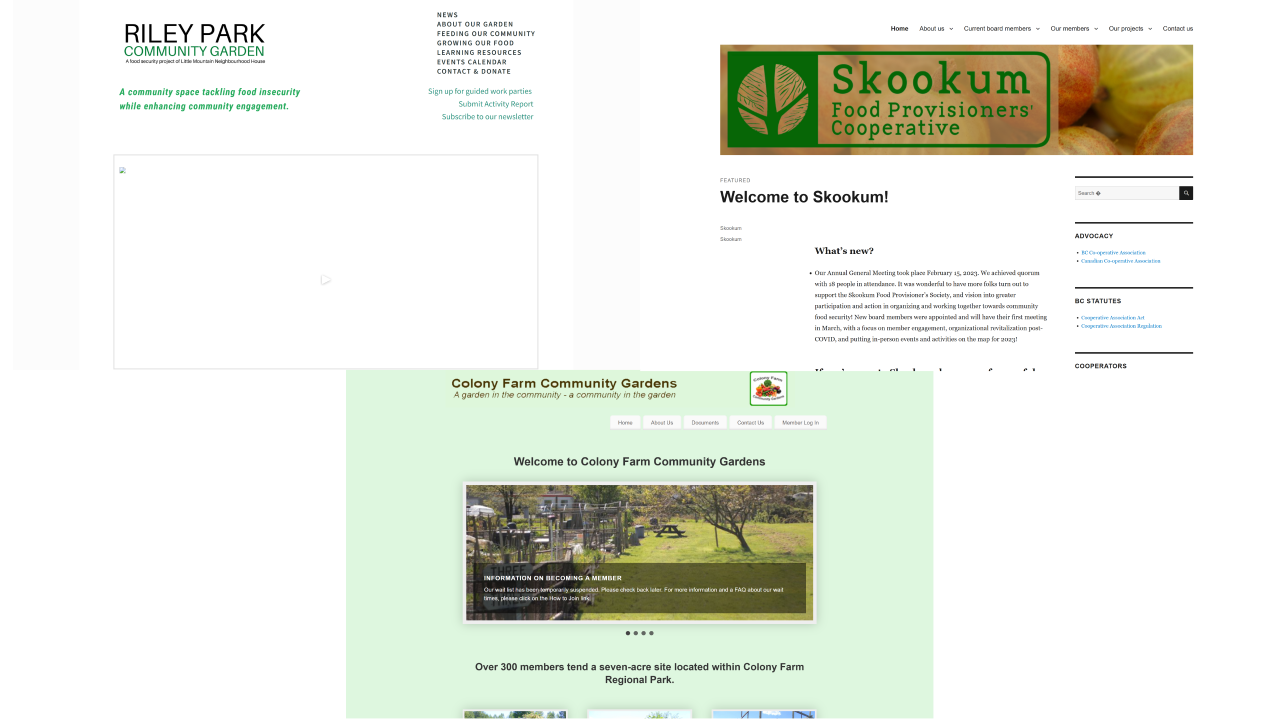 RILEY PARK
COMMUNITY GARDEN
A food security project of Little Mountain Neighbourhood House
A community space tackling food insecurity
while enhancing community engagement.
NEWS
ABOUT OUR GARDEN
FEEDING OUR COMMUNITY
GROWING OUR FOOD
LEARNING RESOURCES
EVENTS CALENDAR
CONTACT & DONATE
Sign up for guided work parties
Submit Activity Report
Subscribe to our newsletter
Home About us Current board members Our members Our projects Contact us
Skookum
Food Provisioners'
Cooperative
FEATURED
Welcome to Skookum!
Skookum
Skookum
What's new?
• Our Annual General Meeting took place February 15, 2023. We achieved quorum
with 18 people in attendance. It was wonderful to have more folks turn out to
support the Skookum Food Provisioner's Society, and vision into greater
participation and action in organizing and working together towards community
food security! New board members were appointed and will have their first meeting
in March, with a focus on member engagement, organizational revitalization post-
COVID, and putting in-person events and activities on the map for 2023!
Search �
ADVOCACY
• BC Co-operative Association
• Canadian Co-operative Association
BC STATUTES
• Cooperative Association Act
• Cooperative Association Regulation
COOPERATORS
Colony Farm Community Gardens
A garden in the community - a community in the garden
Colony Farm
Community Gardens
Home About Us Documents Contact Us Member Log In
Welcome to Colony Farm Community Gardens
INFORMATION ON BECOMING A MEMBER
Our wait list has been temporarily suspended. Please check back later. For more information and a FAQ about our wait
times, please click on the How to Join link.
Over 300 members tend a seven-acre site located within Colony Farm
Regional Park.